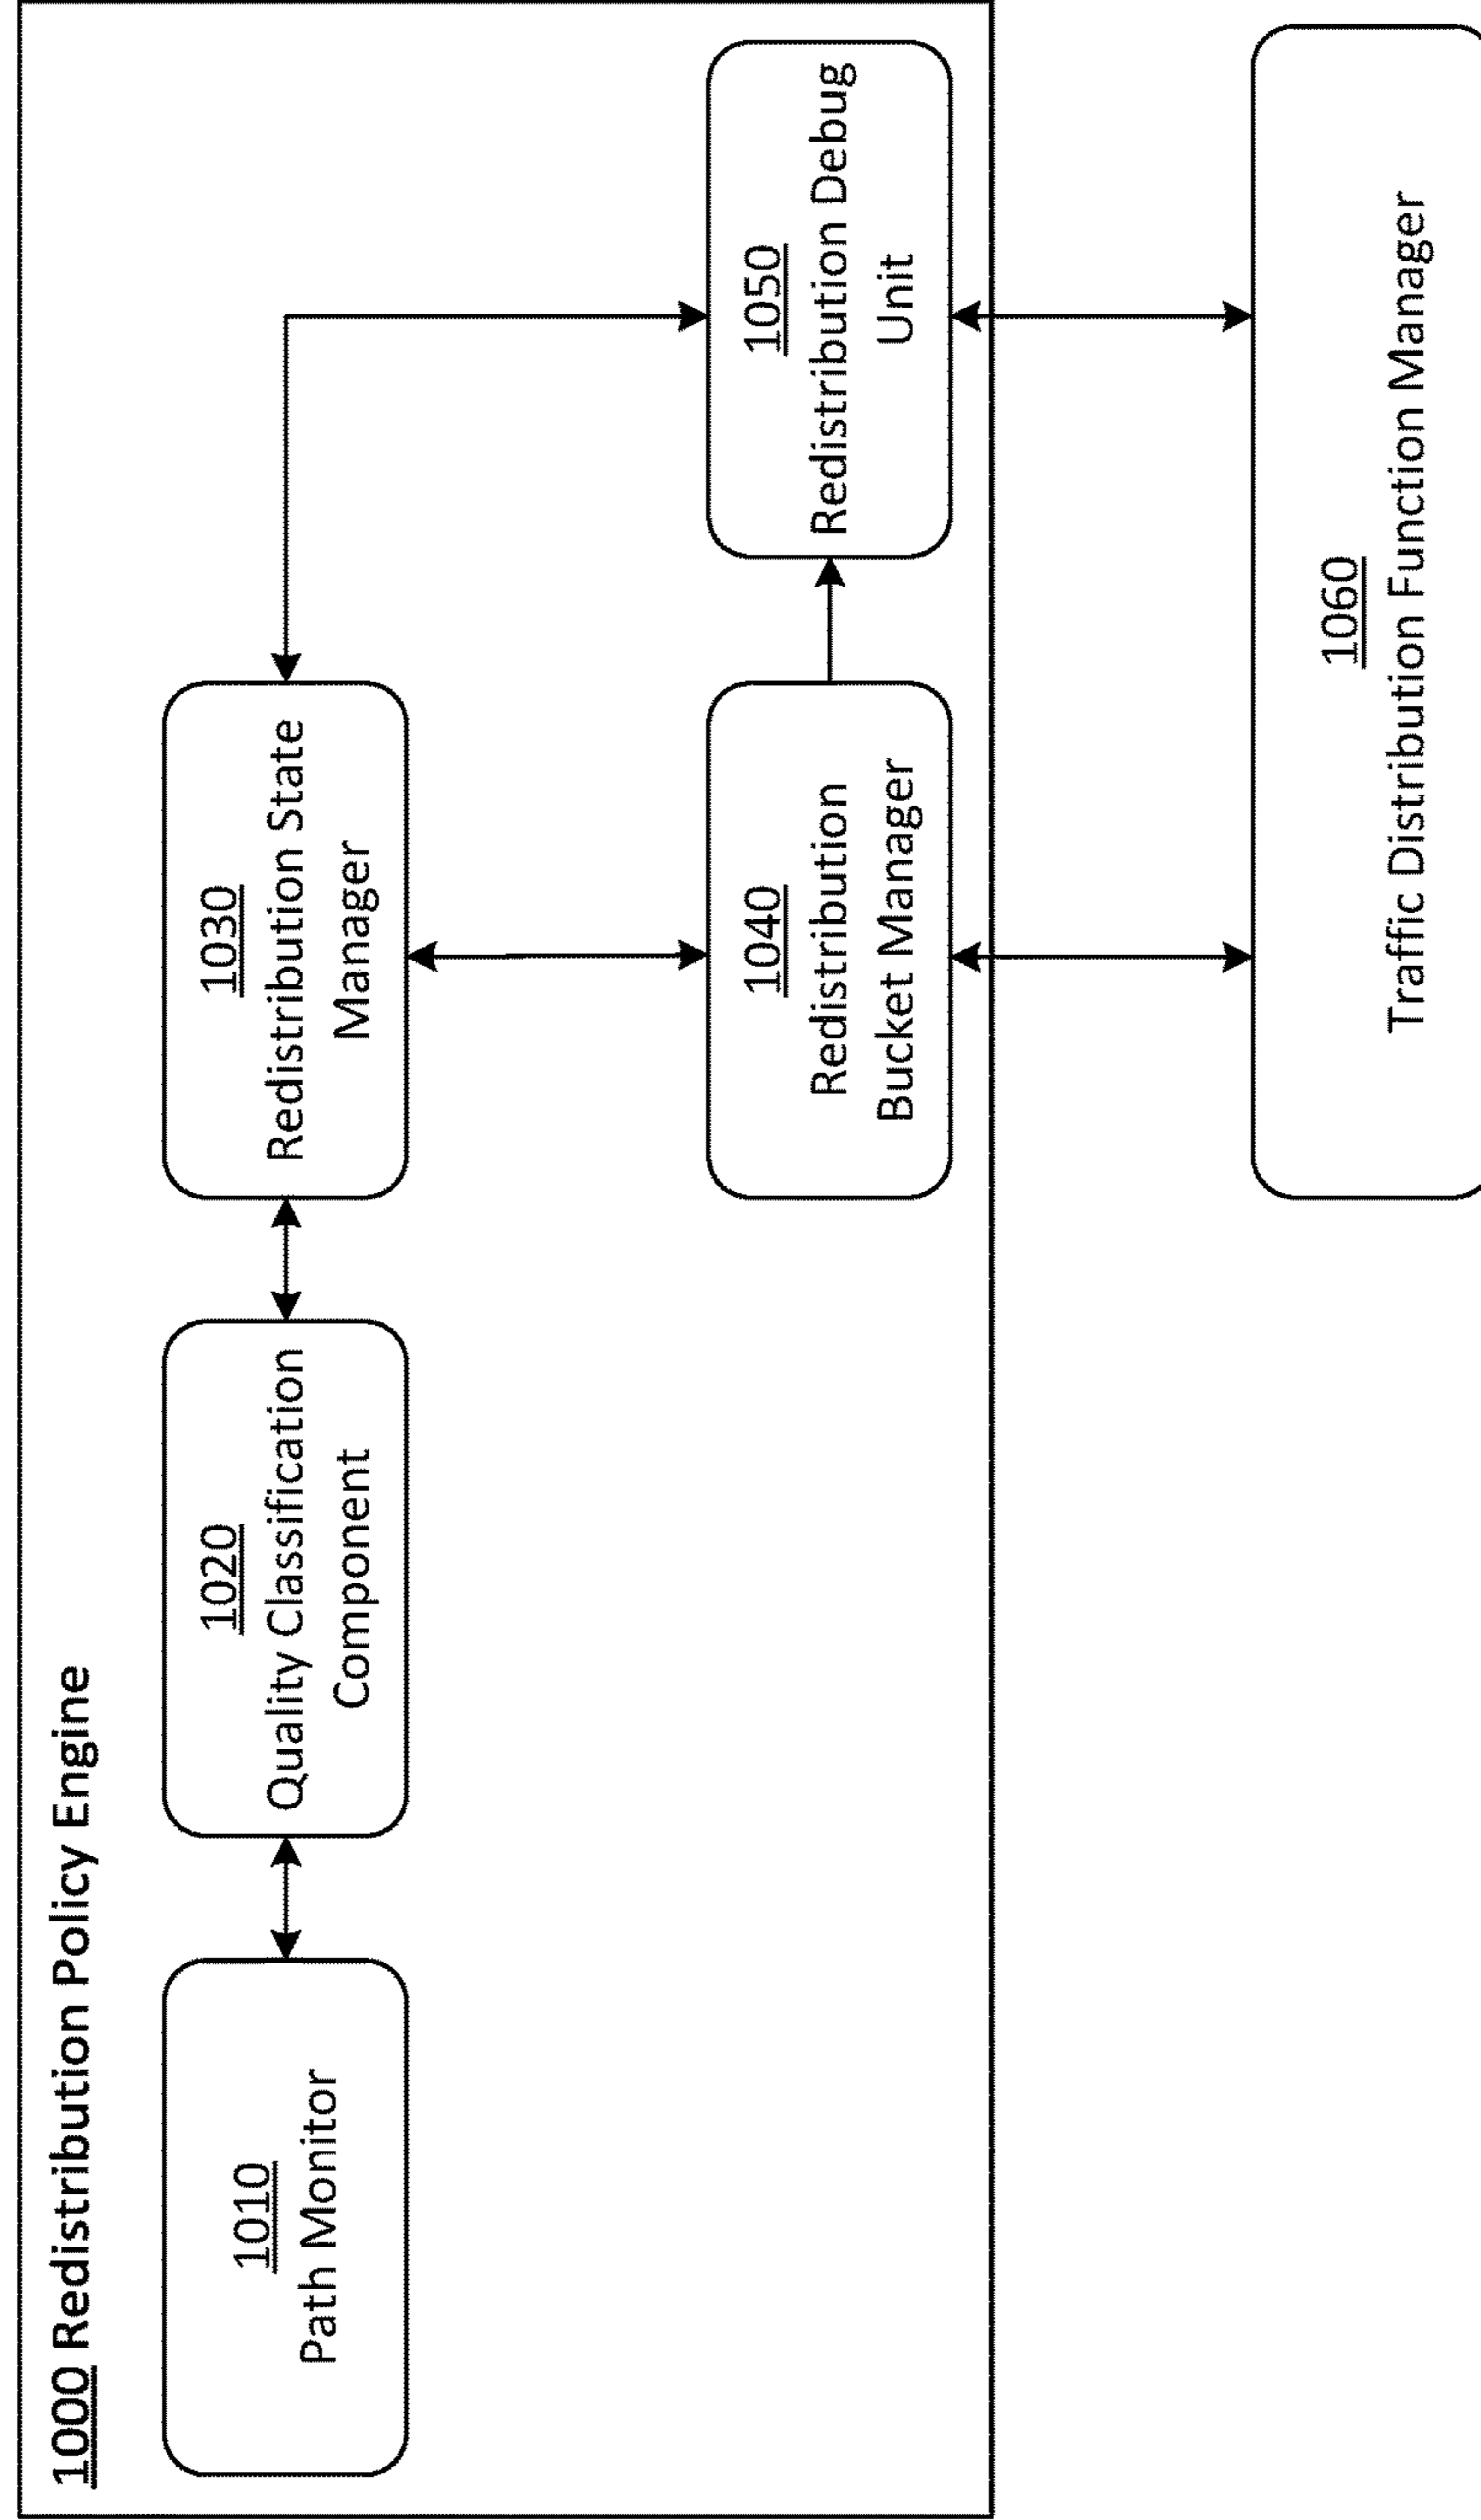 1000 Redistribution Policy Engine
1010
Path Monitor
1020
Quality Classification
Component
1030
Redistribution State
Manager
1040
Redistribution
Bucket Manager
1050
Redistribution Debug
Unit
1060
Traffic Distribution Function Manager